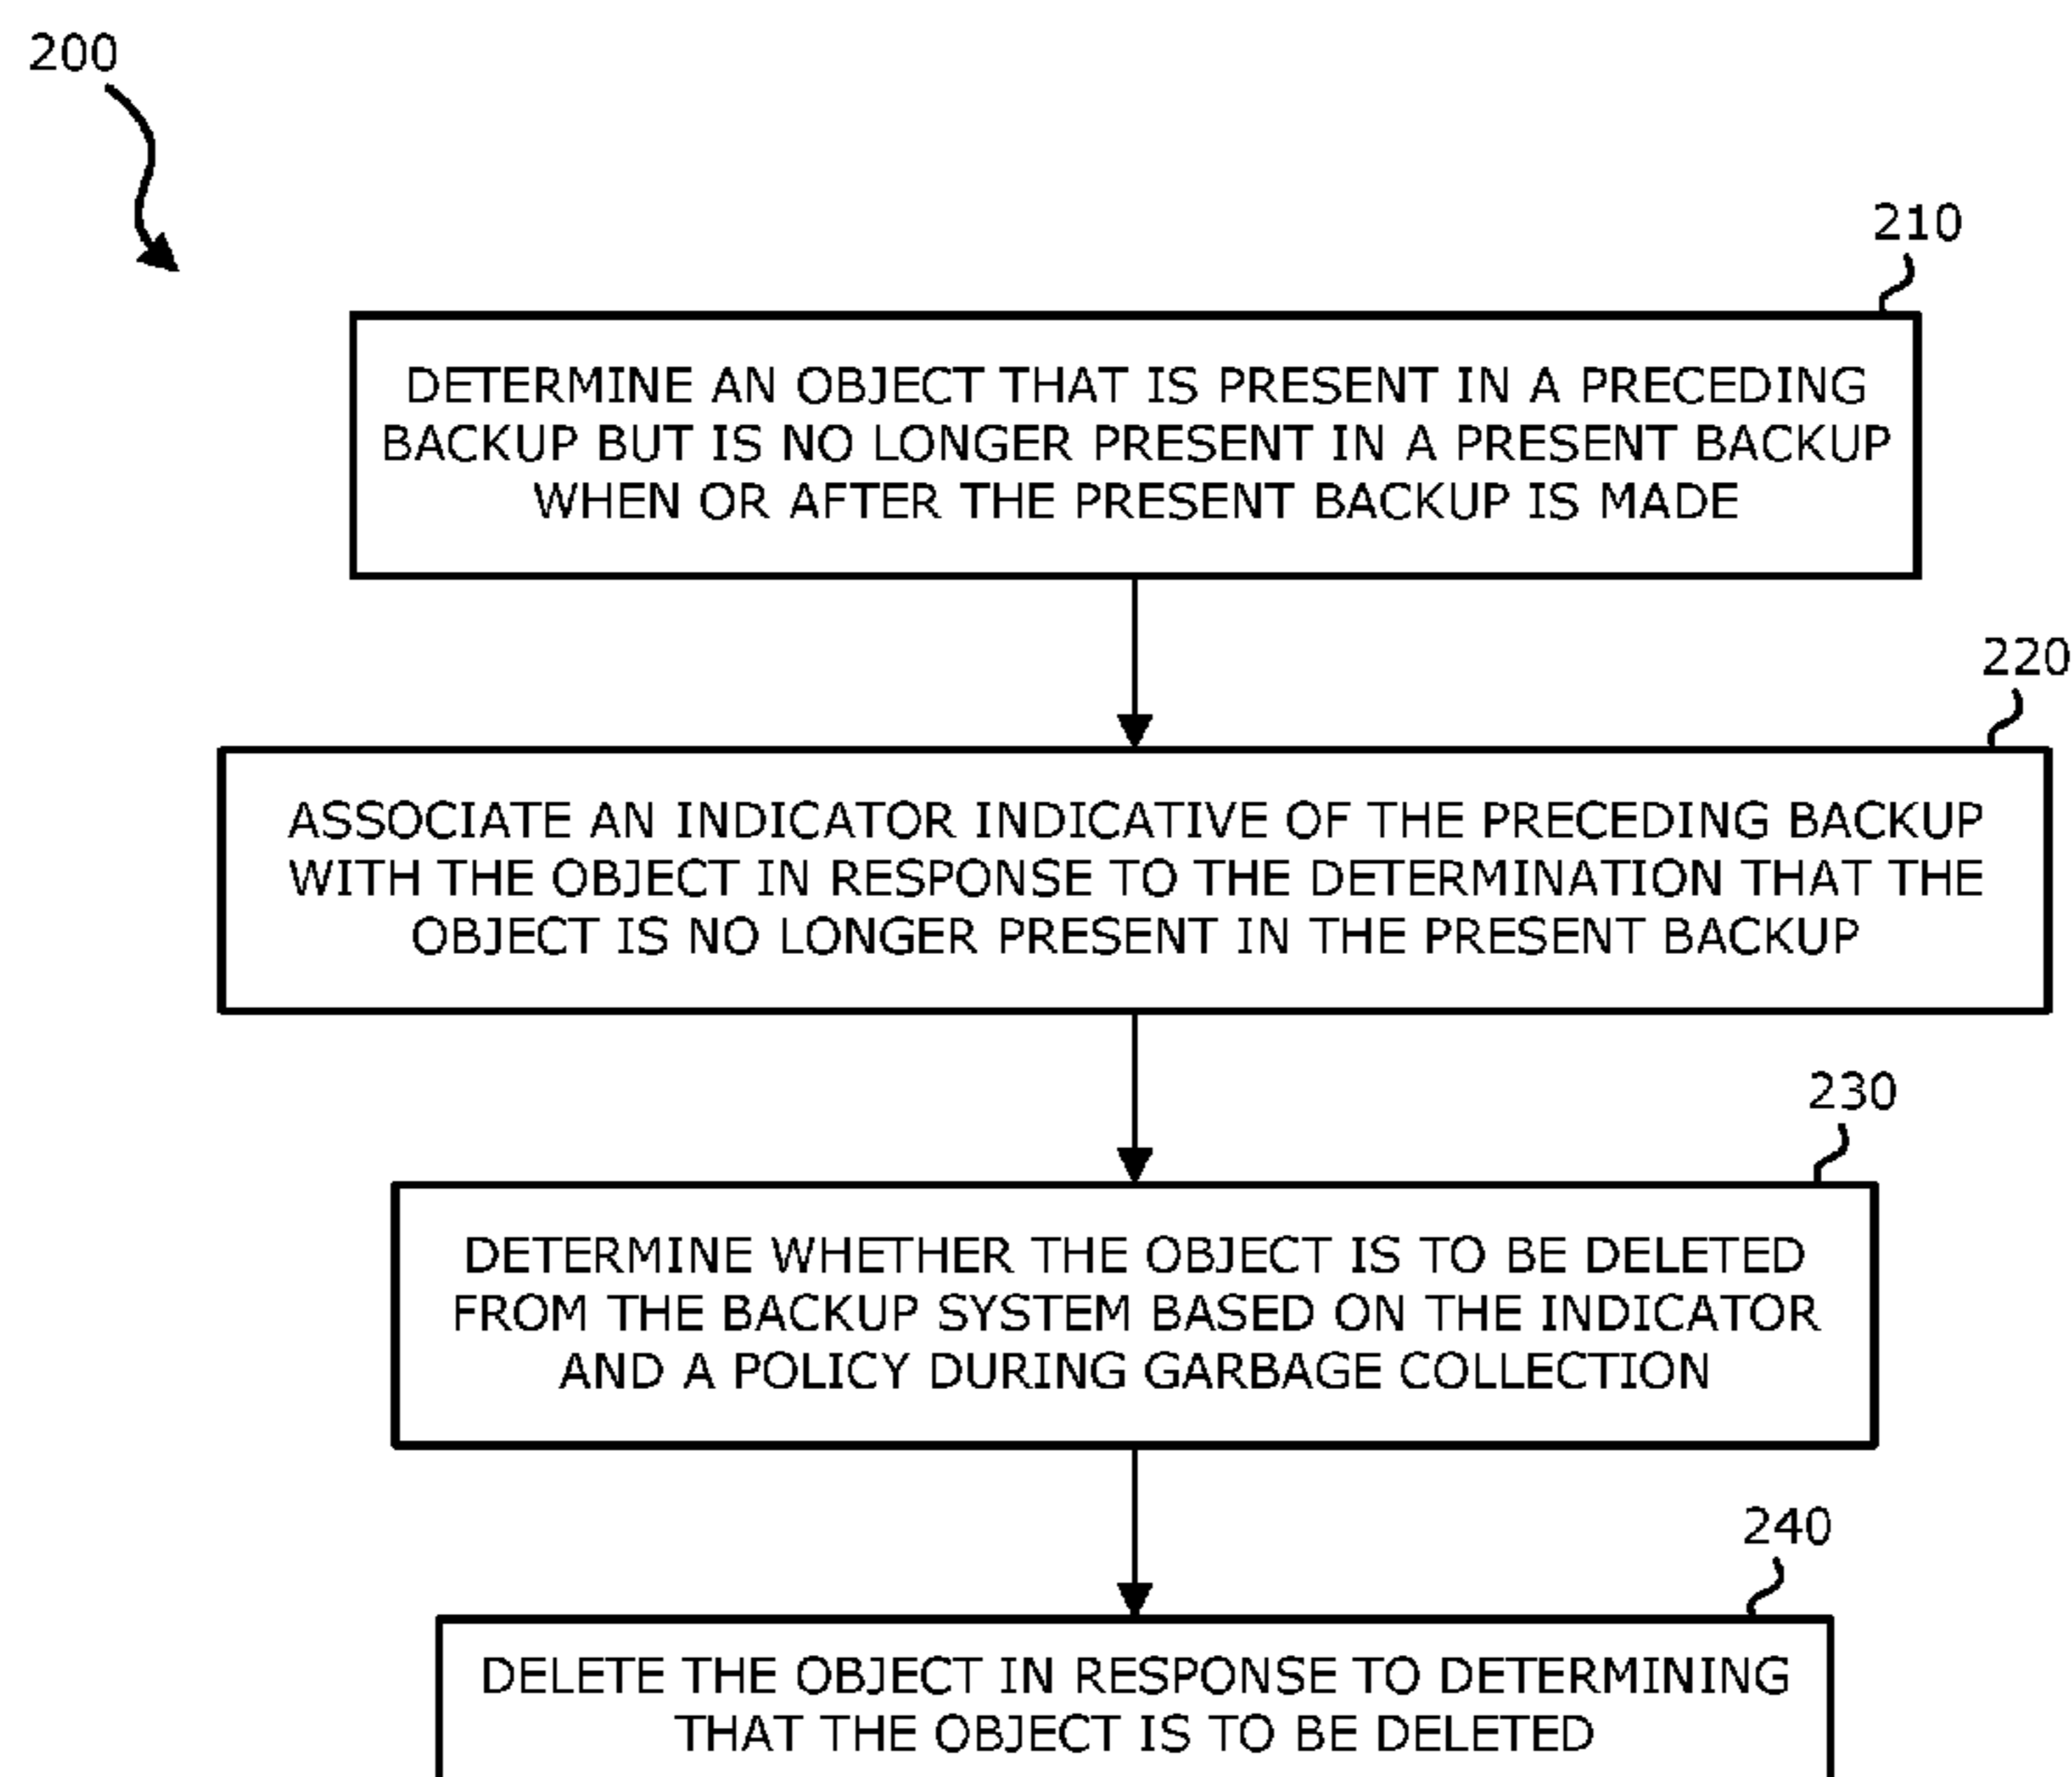 200
210
DETERMINE AN OBJECT THAT IS PRESENT IN A PRECEDING
BACKUP BUT IS NO LONGER PRESENT IN A PRESENT BACKUP
WHEN OR AFTER THE PRESENT BACKUP IS MADE
220
ASSOCIATE AN INDICATOR INDICATIVE OF THE PRECEDING BACKUP
WITH THE OBJECT IN RESPONSE TO THE DETERMINATION THAT THE
OBJECT IS NO LONGER PRESENT IN THE PRESENT BACKUP
230
DETERMINE WHETHER THE OBJECT IS TO BE DELETED
FROM THE BACKUP SYSTEM BASED ON THE INDICATOR
AND A POLICY DURING GARBAGE COLLECTION
240
DELETE THE OBJECT IN RESPONSE TO DETERMINING
THAT THE OBJECT IS TO BE DELETED